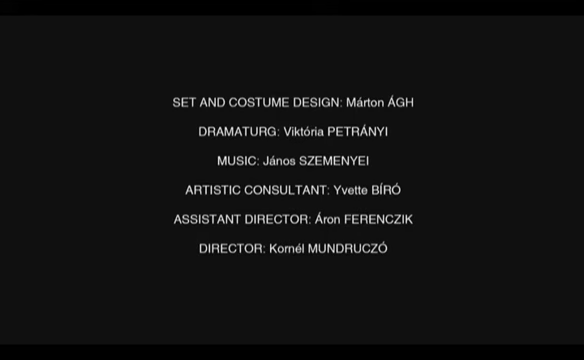 SET AND COSTUME DESIGN: Márton ÁGH
DRAMATURG: Viktória PETRÁNYI
MUSIC: János SZEMENYEI
ARTISTIC CONSULTANT: Yvette BÍRÓ
ASSISTANT DIRECTOR: Áron FERENCZIK
DIRECTOR: Kornél MUNDRUCZÓ